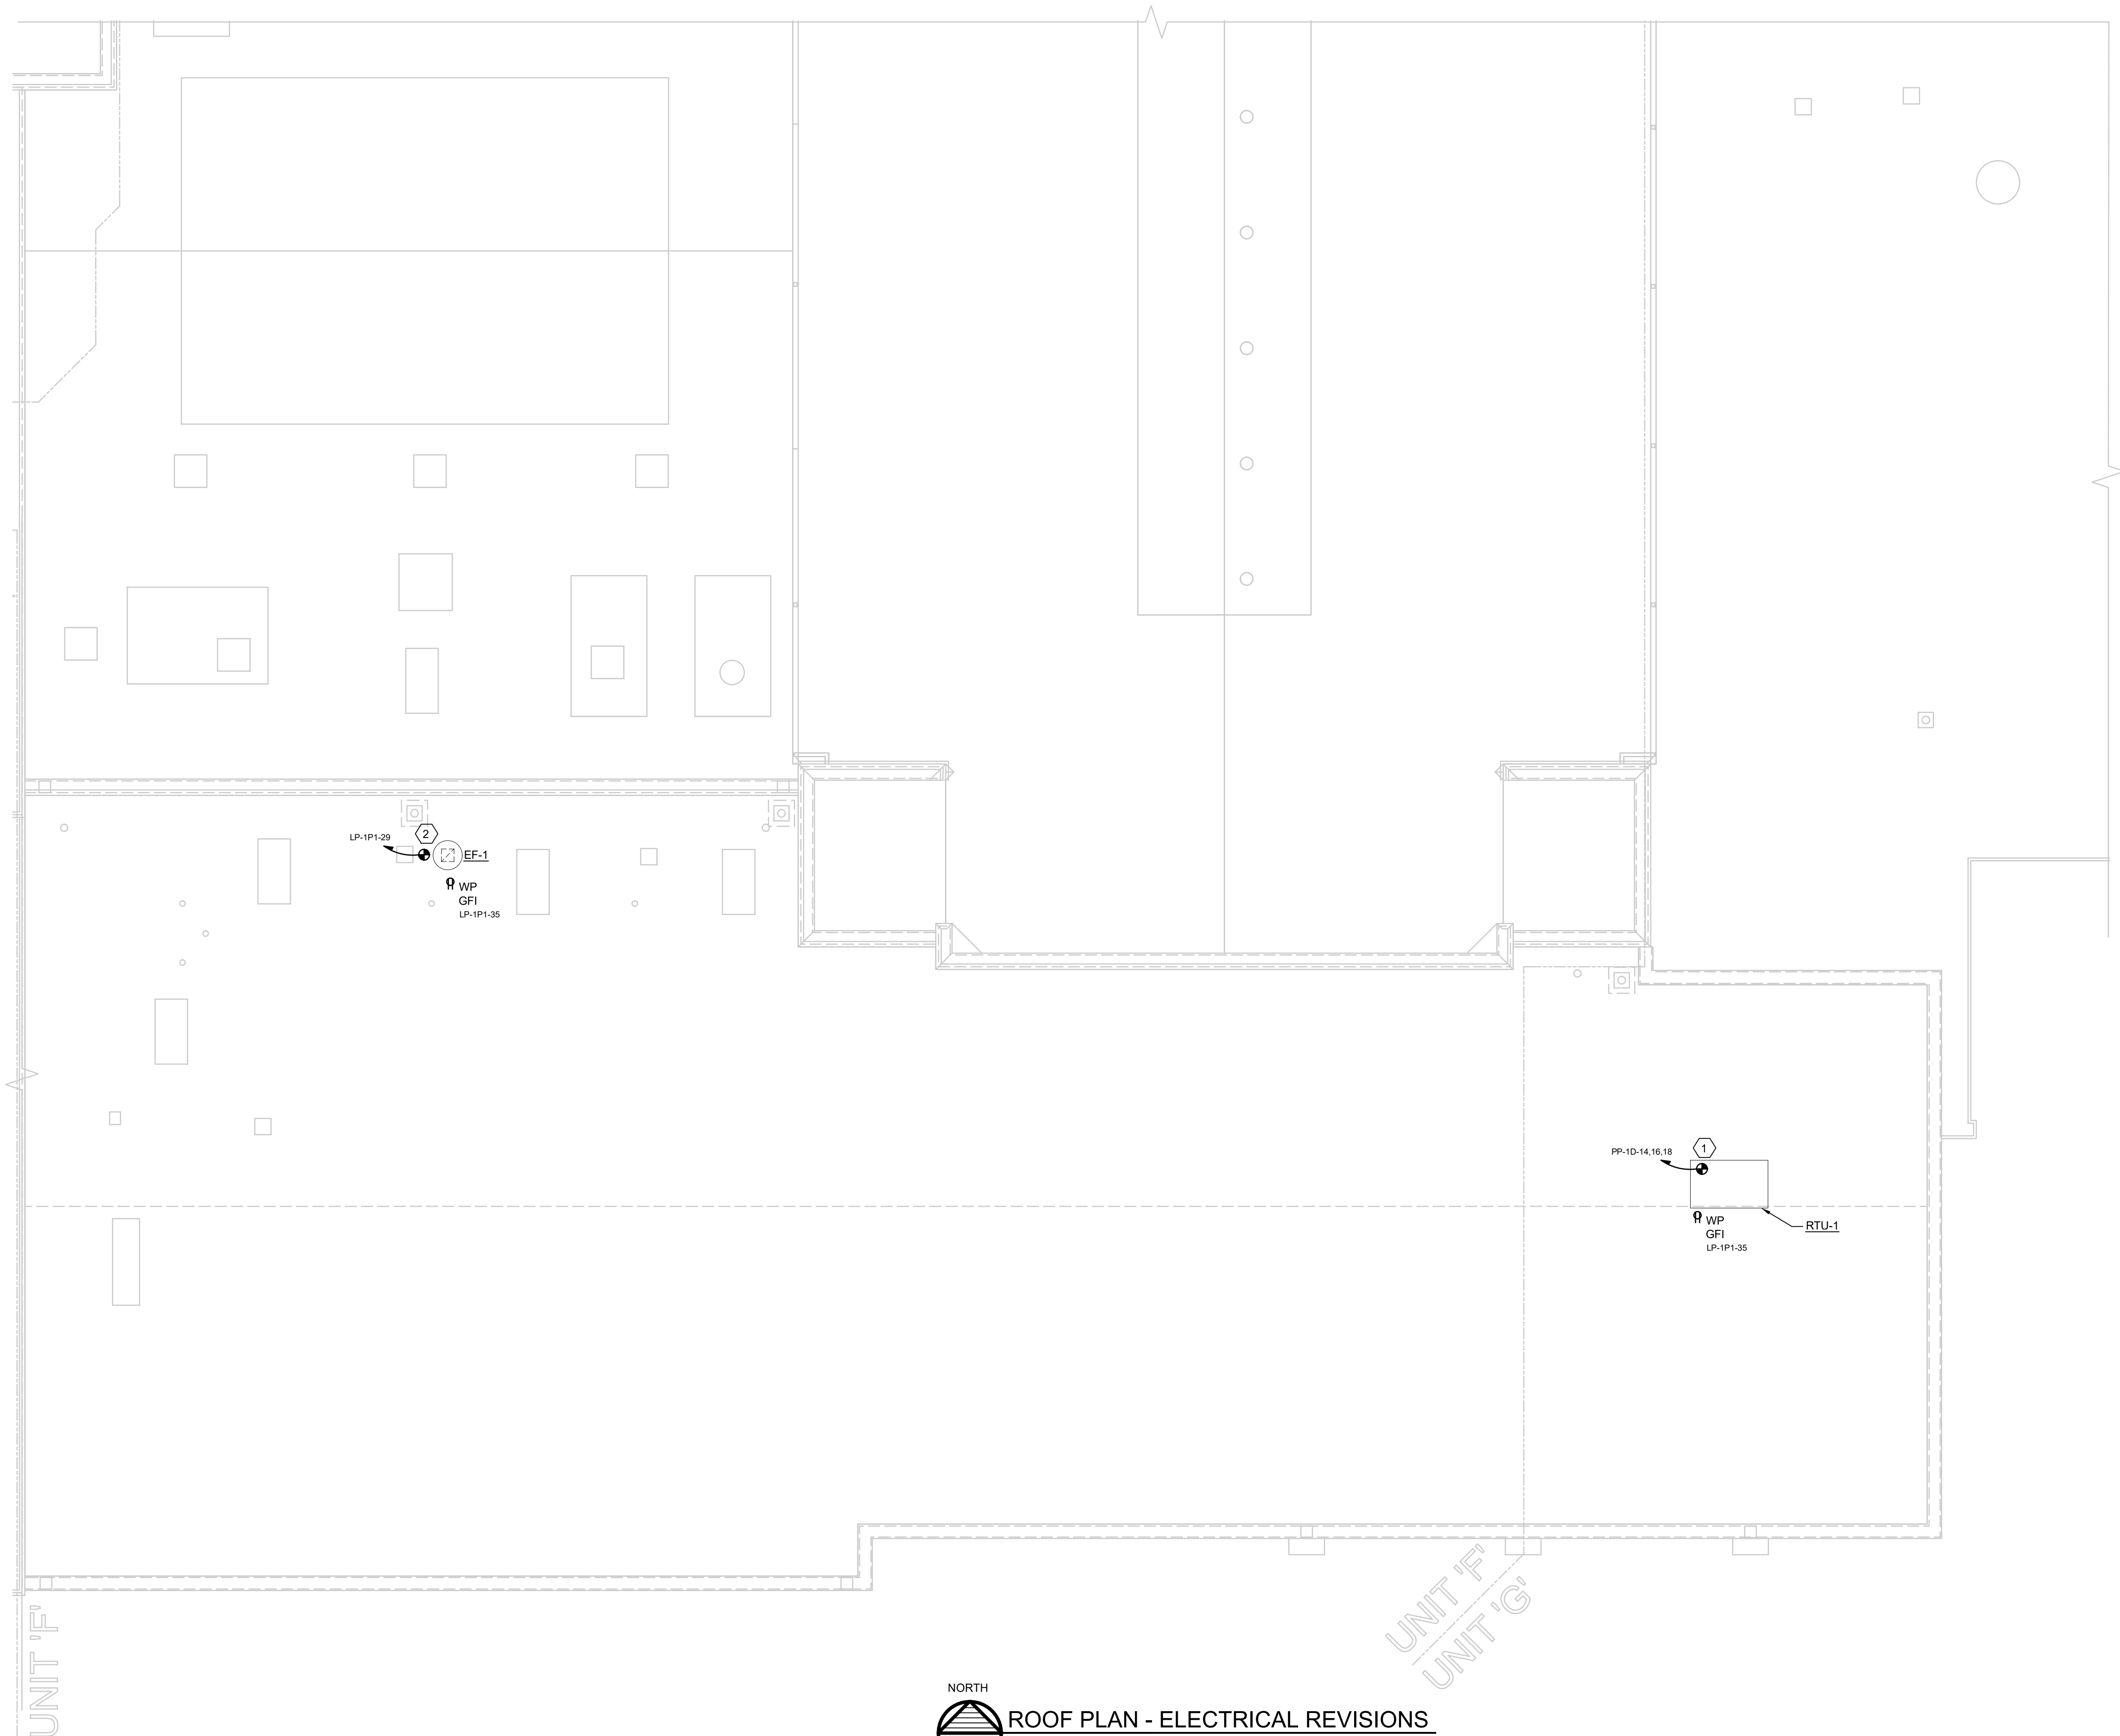 LP-1P1-29
2
EF-1
WP
GFI
LP-1P1-35
PP-1D-14,16,18
1
WP
GFI
LP-1P1-35
RTU-1
UNIT 'F'
UNIT 'F'
UNIT 'G'
NORTH
ROOF PLAN - ELECTRICAL REVISIONS